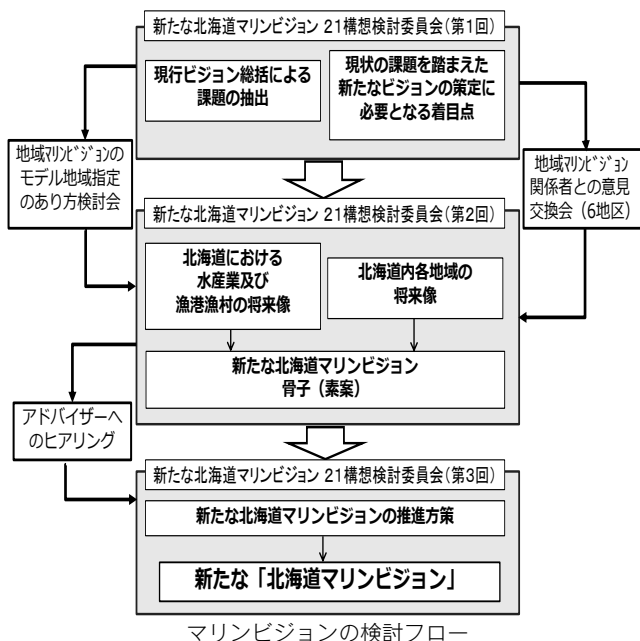 新たな北海道マリンビジョン 21構想検討委員会(第1回)
現行ビジョン総括による
課題の抽出
現状の課題を踏まえた
新たなビジョンの策定に
必要となる着目点
地域ﾏﾘﾝﾋﾞｼﾞｮﾝの
モデル地域指定
のあり方検討会
地域ﾏﾘﾝﾋﾞｼﾞｮﾝ
関係者との意見
交換会（6地区）
新たな北海道マリンビジョン 21構想検討委員会(第2回)
北海道における
水産業及び
漁港漁村の将来像
北海道内各地域の
将来像
新たな北海道マリンビジョン
骨子（素案）
アドバイザーへ
のヒアリング
新たな北海道マリンビジョン 21構想検討委員会(第3回)
新たな北海道マリンビジョンの推進方策
新たな「北海道マリンビジョン」
マリンビジョンの検討フロー